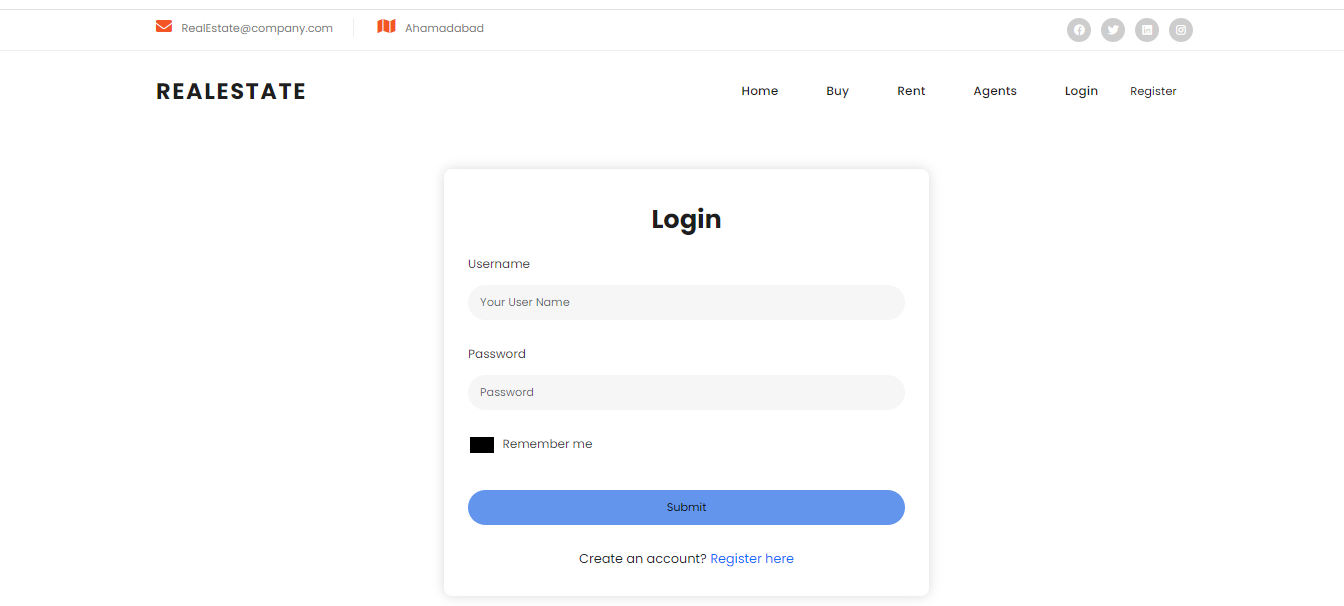 RealEstate@company.com Ahamadabad
REALESTATE Home Buy Rent Agents Login Register
Login
Username
Your User Name
Password
Password
Remember me
Submit
Create an account? Register here